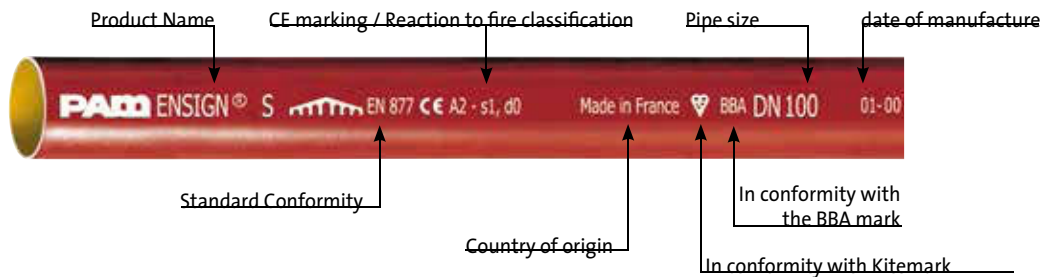 Product Name CE marking / Reaction to fire classification Pipe size date of manufacture
PAM ENSIGN® S EN 877 CE A2 - s1, d0 Made in France BBA DN 100 01-00
Standard Conformity
In conformity with
the BBA mark
Country of origin
In conformity with Kitemark